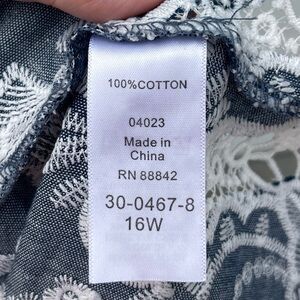 100%COTTON
04023
Made in
China
RN 88842
30-0467-8
16W